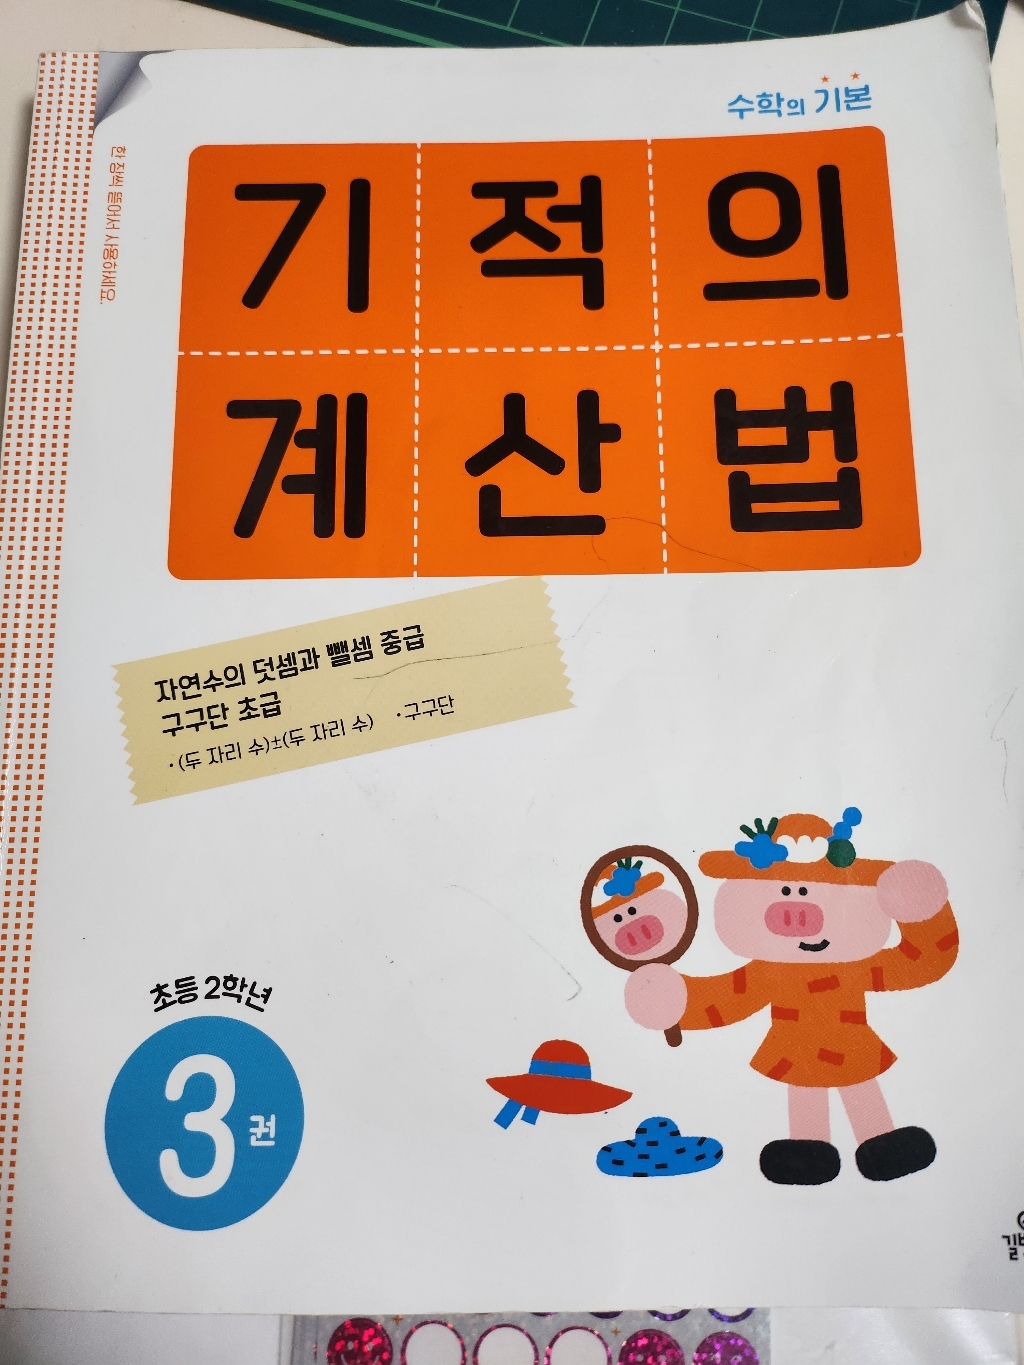 수학의 기본
한 장씩 뜯어서 사용하세요.
기적의
계산법
자연수의 덧셈과 뺄셈 중급
구구단 초급
·(두 자리 수)±(두 자리 수) ·구구단
초등 2학년
3권